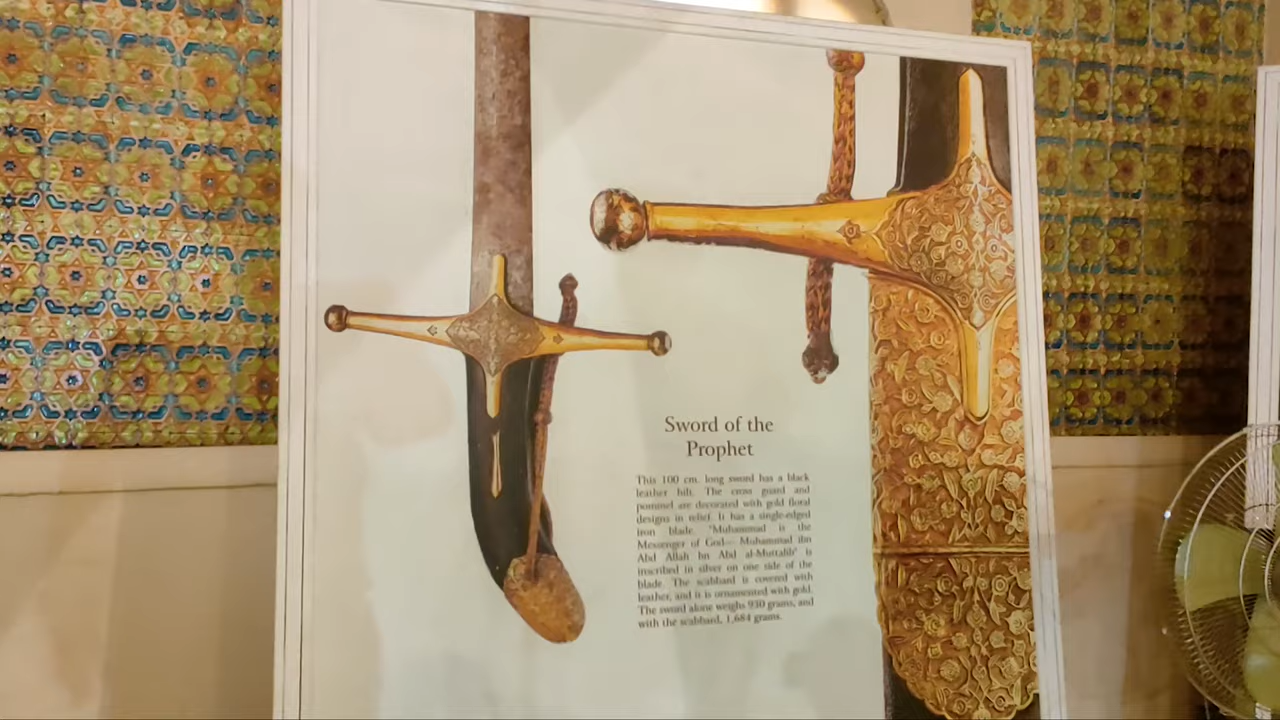 Sword of the
Prophet
This 100 cm. long sword has a black
leather hilt. The cross guard and
pommel are decorated with gold floral
designs in relief. It has a single-edged
iron blade. "Muhammad is the
Messenger of God— Muhammad ibn
Abd Allah bn Abd al-Muttalib" is
inscribed in silver on one side of the
blade. The scabbard is covered with
leather, and it is ornamented with gold.
The sword alone weighs 930 grams, and
with the scabbard, 1,684 grams.